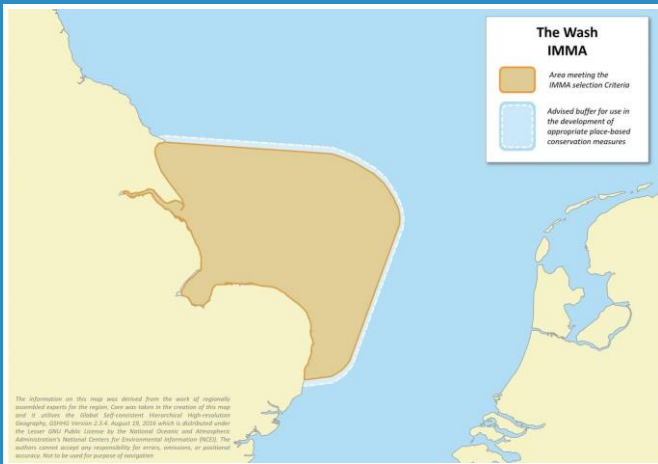 The Wash
IMMA
Area meeting the
IMMA selection Criteria
Advised buffer for use in
the development of
appropriate place-based
conservation measures
The information on this map was derived from the work of regionally
assembled experts for the region. Care was taken in the creation of this map
and it utilises the Global Self-consistent Hierarchical High-resolution
Geography, GSHHG Version 2.3.4. August 19, 2016 which is distributed under
the Lesser GNU Public License by the National Oceanic and Atmospheric
Administration's National Centers for Environmental Information (NCEI). The
authors cannot accept any responsibility for errors, omissions, or positional
accuracy. Not to be used for purpose of navigation